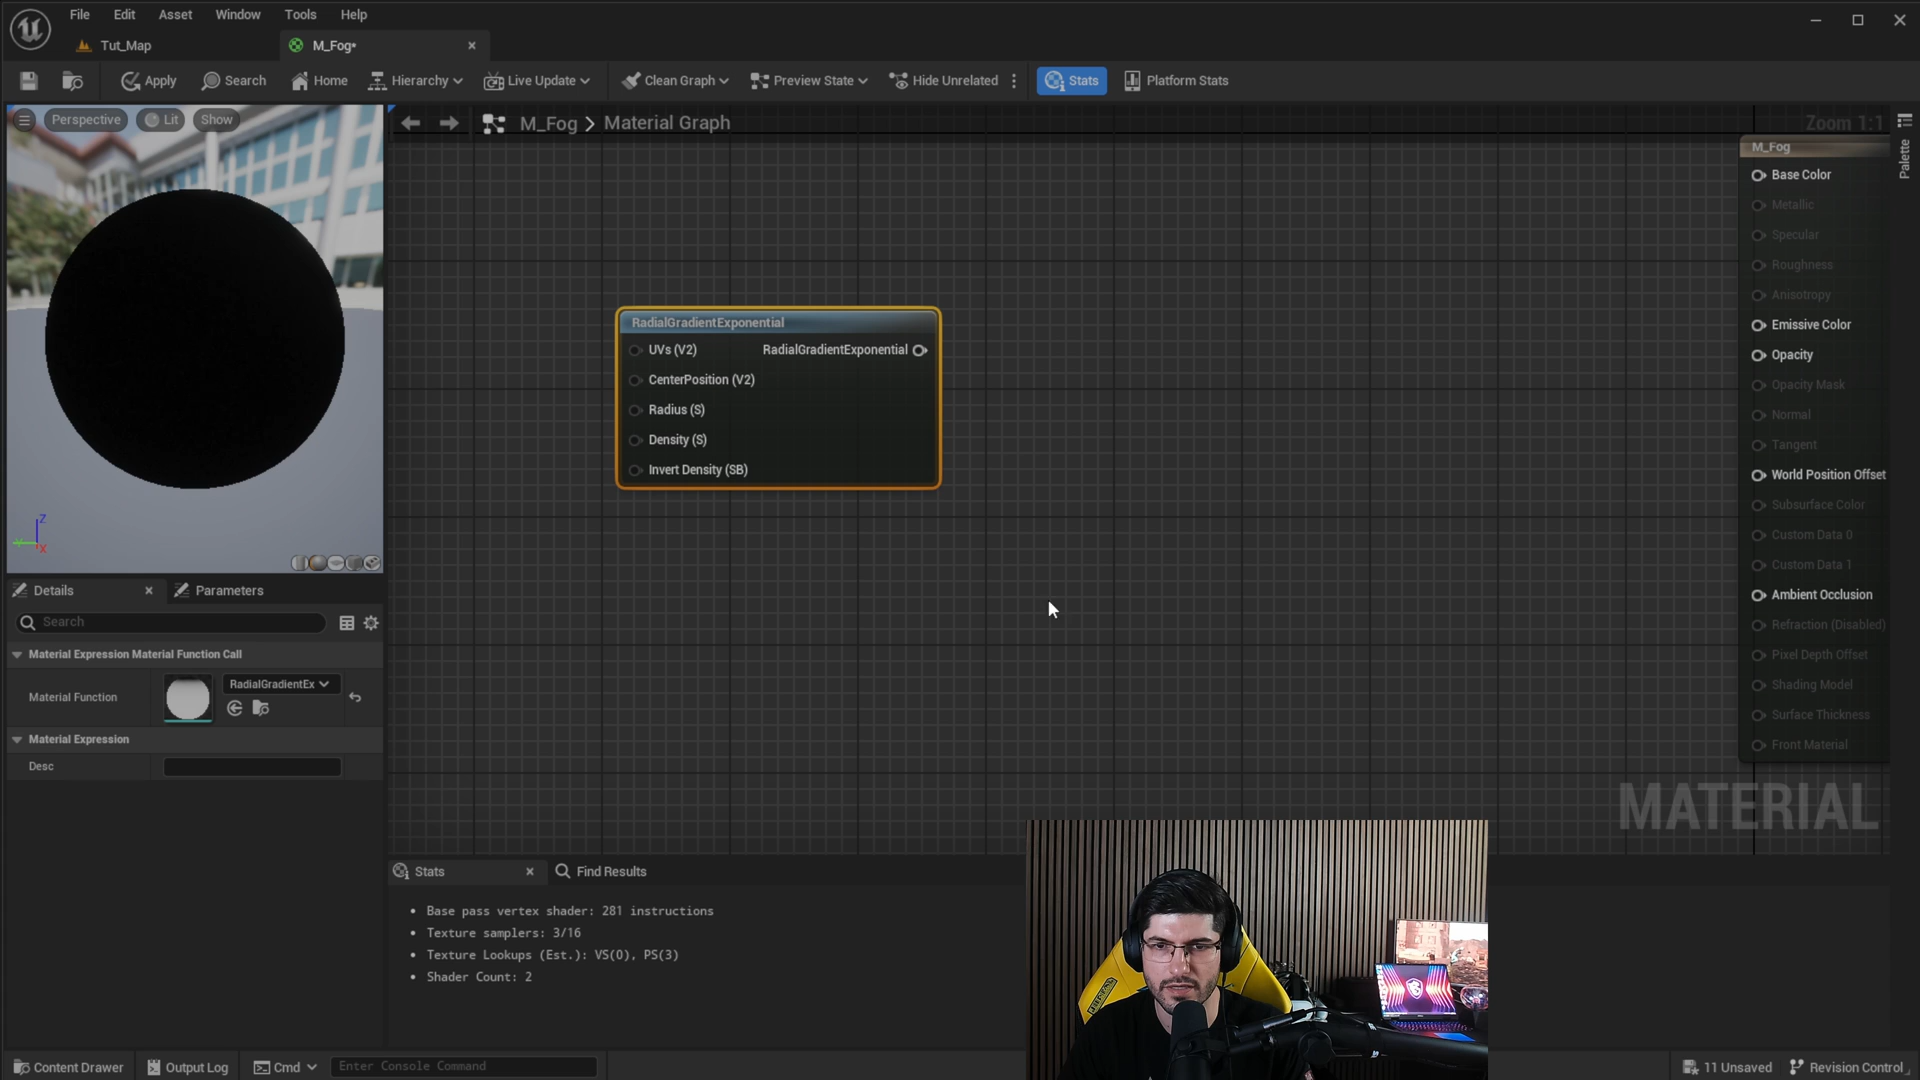 File Edit Asset Window Tools Help
Tut_Map
M_Fog*
Apply Search Home Hierarchy Live Update Clean Graph Preview State Hide Unrelated Stats Platform Stats
Perspective Lit Show
M_Fog > Material Graph
Zoom 1:1
Palette
M_Fog
Base Color
Metallic
Specular
Roughness
Anisotropy
Emissive Color
Opacity
Opacity Mask
Normal
Tangent
World Position Offset
Subsurface Color
Custom Data 0
Custom Data 1
Ambient Occlusion
Refraction (Disabled)
Pixel Depth Offset
Shading Model
Surface Thickness
Front Material
RadialGradientExponential
UVs (V2) RadialGradientExponential
CenterPosition (V2)
Radius (S)
Density (S)
Invert Density (SB)
MATERIAL
Z
Y
X
Details Parameters
Search
Material Expression Material Function Call
Material Function RadialGradientEx
Material Expression
Desc
Stats Find Results
• Base pass vertex shader: 281 instructions
• Texture samplers: 3/16
• Texture Lookups (Est.): VS(0), PS(3)
• Shader Count: 2
Content Drawer Output Log Cmd Enter Console Command 11 Unsaved Revision Control